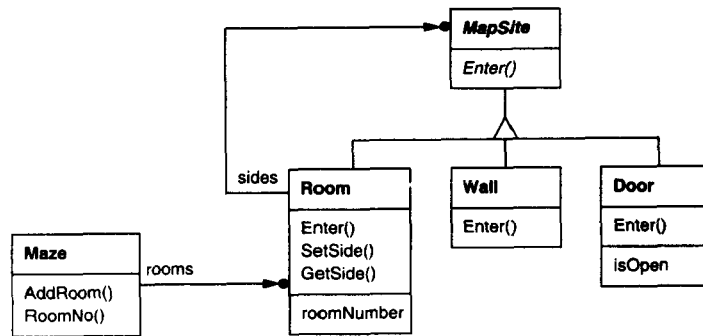 MapSite
Enter()
sides
Room
Enter()
SetSide()
GetSide()
roomNumber
Wall
Enter()
Door
Enter()
isOpen
Maze
AddRoom()
RoomNo()
rooms